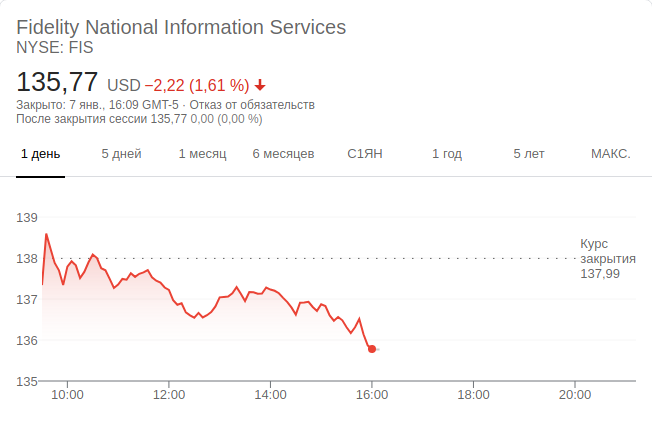 Fidelity National Information Services
NYSE: FIS
135,77 USD −2,22 (1,61 %)
Закрыто: 7 янв., 16:09 GMT-5 · Отказ от обязательств
После закрытия сессии 135,77 0,00 (0,00 %)
1 день 5 дней 1 месяц 6 месяцев С1ЯН 1 год 5 лет МАКС.
139
138
137
136
135
Курс
закрытия
137,99
10:00 12:00 14:00 16:00 18:00 20:00